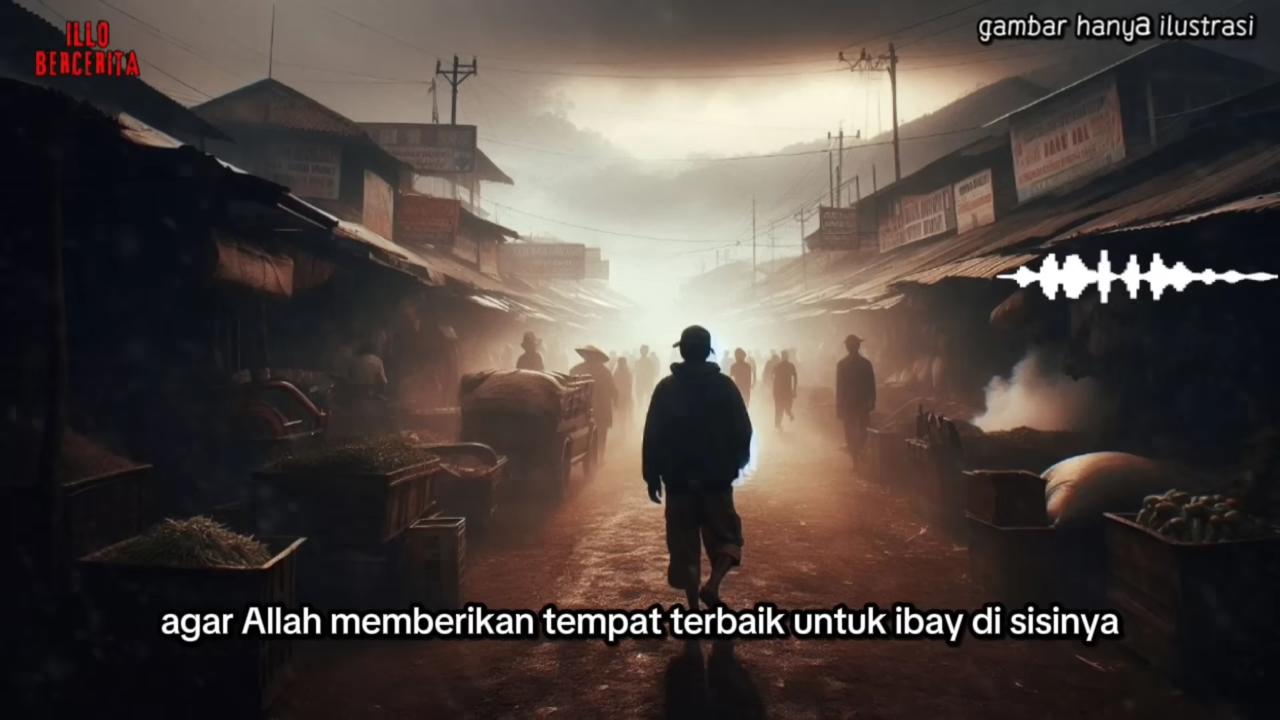 ILLO
BERCERITA
gambar hanya ilustrasi
agar Allah memberikan tempat terbaik untuk ibay di sisinya